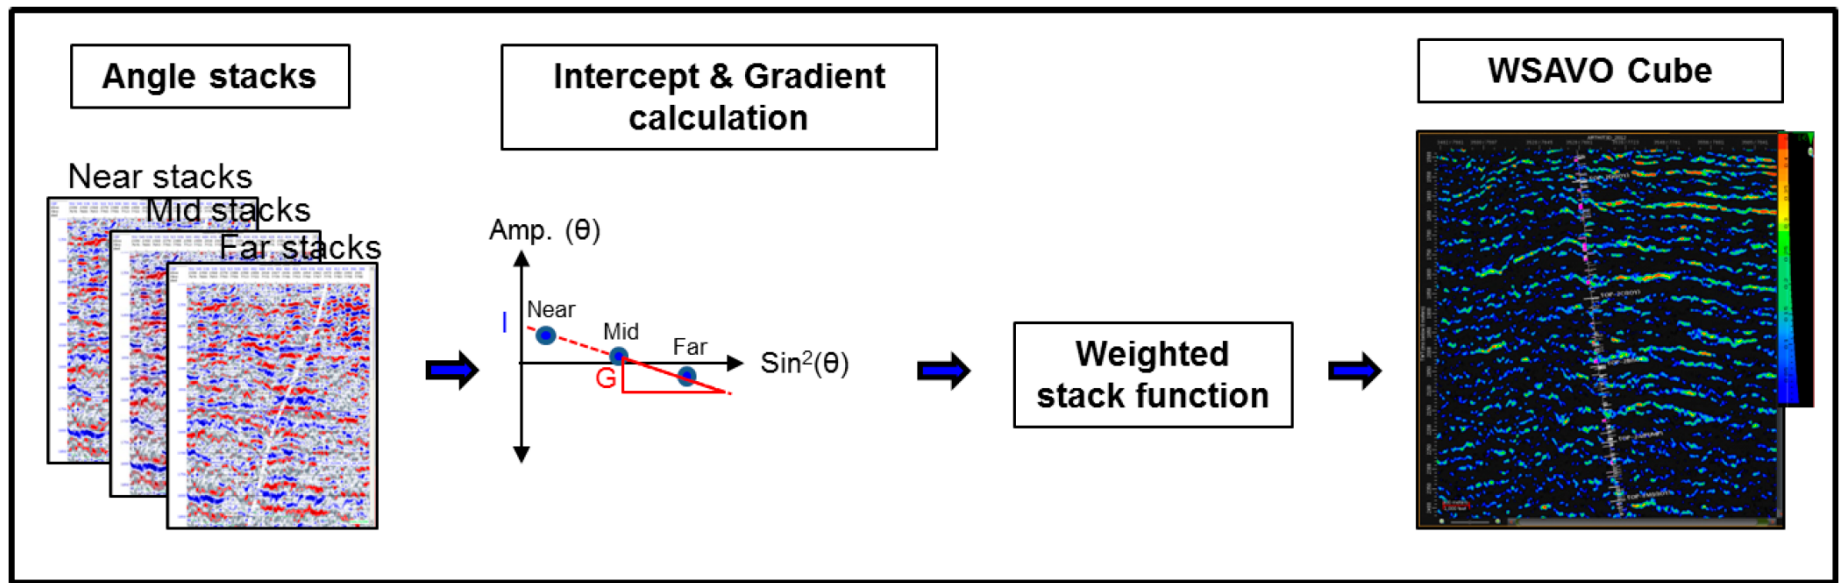 Angle stacks
Near stacks
Mid stacks
Far stacks
Intercept & Gradient
calculation
Amp. (θ)
I
Near
Mid
Far
G
Sin²(θ)
Weighted
stack function
WSAVO Cube